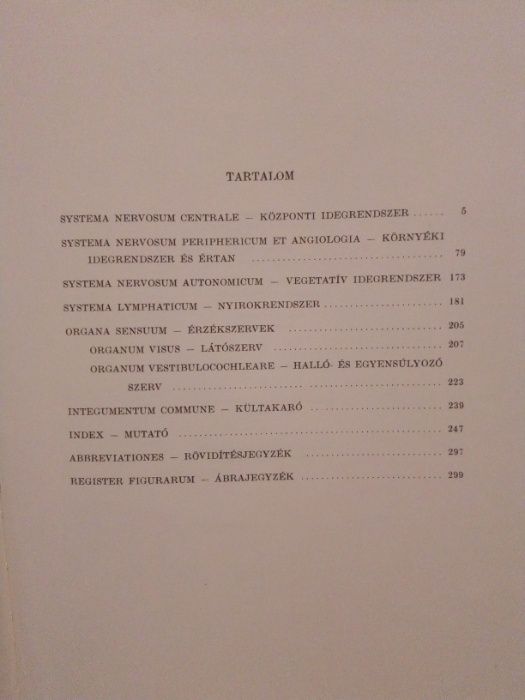 TARTALOM
SYSTEMA NERVOSUM CENTRALE – KÖZPONTI IDEGRENDSZER ...... 5
SYSTEMA NERVOSUM PERIPHERICUM ET ANGIOLOGIA – KÖRNYÉKI
IDEGRENDSZER ÉS ÉRTAN .............................. 79
SYSTEMA NERVOSUM AUTONOMICUM – VEGETATÍV IDEGRENDSZER 173
SYSTEMA LYMPHATICUM – NYIROKRENDSZER ..................... 181
ORGANA SENSUUM – ÉRZÉKSZERVEK ............................ 205
ORGANUM VISUS – LÁTÓSZERV ............................ 207
ORGANUM VESTIBULOCOCHLEARE – HALLÓ- ÉS EGYENSÚLYOZÓ
SZERV ............................................ 223
INTEGUMENTUM COMMUNE – KÜLTAKARÓ ...................... 239
INDEX – MUTATÓ ............................................ 247
ABBREVIATIONES – RÖVIDÍTÉSJEGYZÉK ...................... 297
REGISTER FIGURARUM – ÁBRAJEGYZÉK ....................... 299